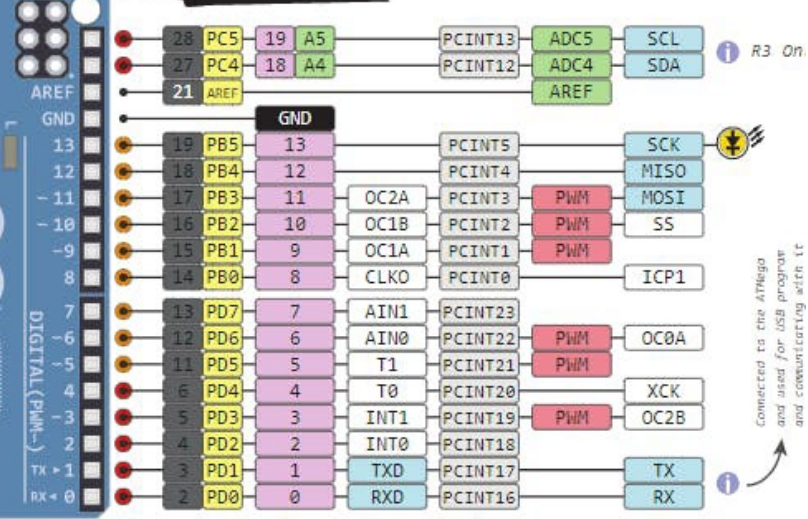 28 PC5 19 A5 PCINT13 ADC5 SCL
R3 On
27 PC4 18 A4 PCINT12 ADC4 SDA
AREF 21 AREF AREF
GND GND
13 19 PB5 13 PCINT5 SCK
12 18 PB4 12 PCINT4 MISO
~11 17 PB3 11 OC2A PCINT3 PWM MOSI
~10 16 PB2 10 OC1B PCINT2 PWM SS
~9 15 PB1 9 OC1A PCINT1 PWM
8 14 PB0 8 CLKO PCINT0 ICP1
7 13 PD7 7 AIN1 PCINT23
~6 12 PD6 6 AIN0 PCINT22 PWM OC0A
~5 11 PD5 5 T1 PCINT21 PWM
4 6 PD4 4 T0 PCINT20 XCK
~3 5 PD3 3 INT1 PCINT19 PWM OC2B
2 4 PD2 2 INT0 PCINT18
TX ▸ 1 3 PD1 1 TXD PCINT17 TX
RX ◂ 0 2 PD0 0 RXD PCINT16 RX
DIGITAL (PWM~)
L
Connected to the ATMega
and used for USB program
and communicating with it